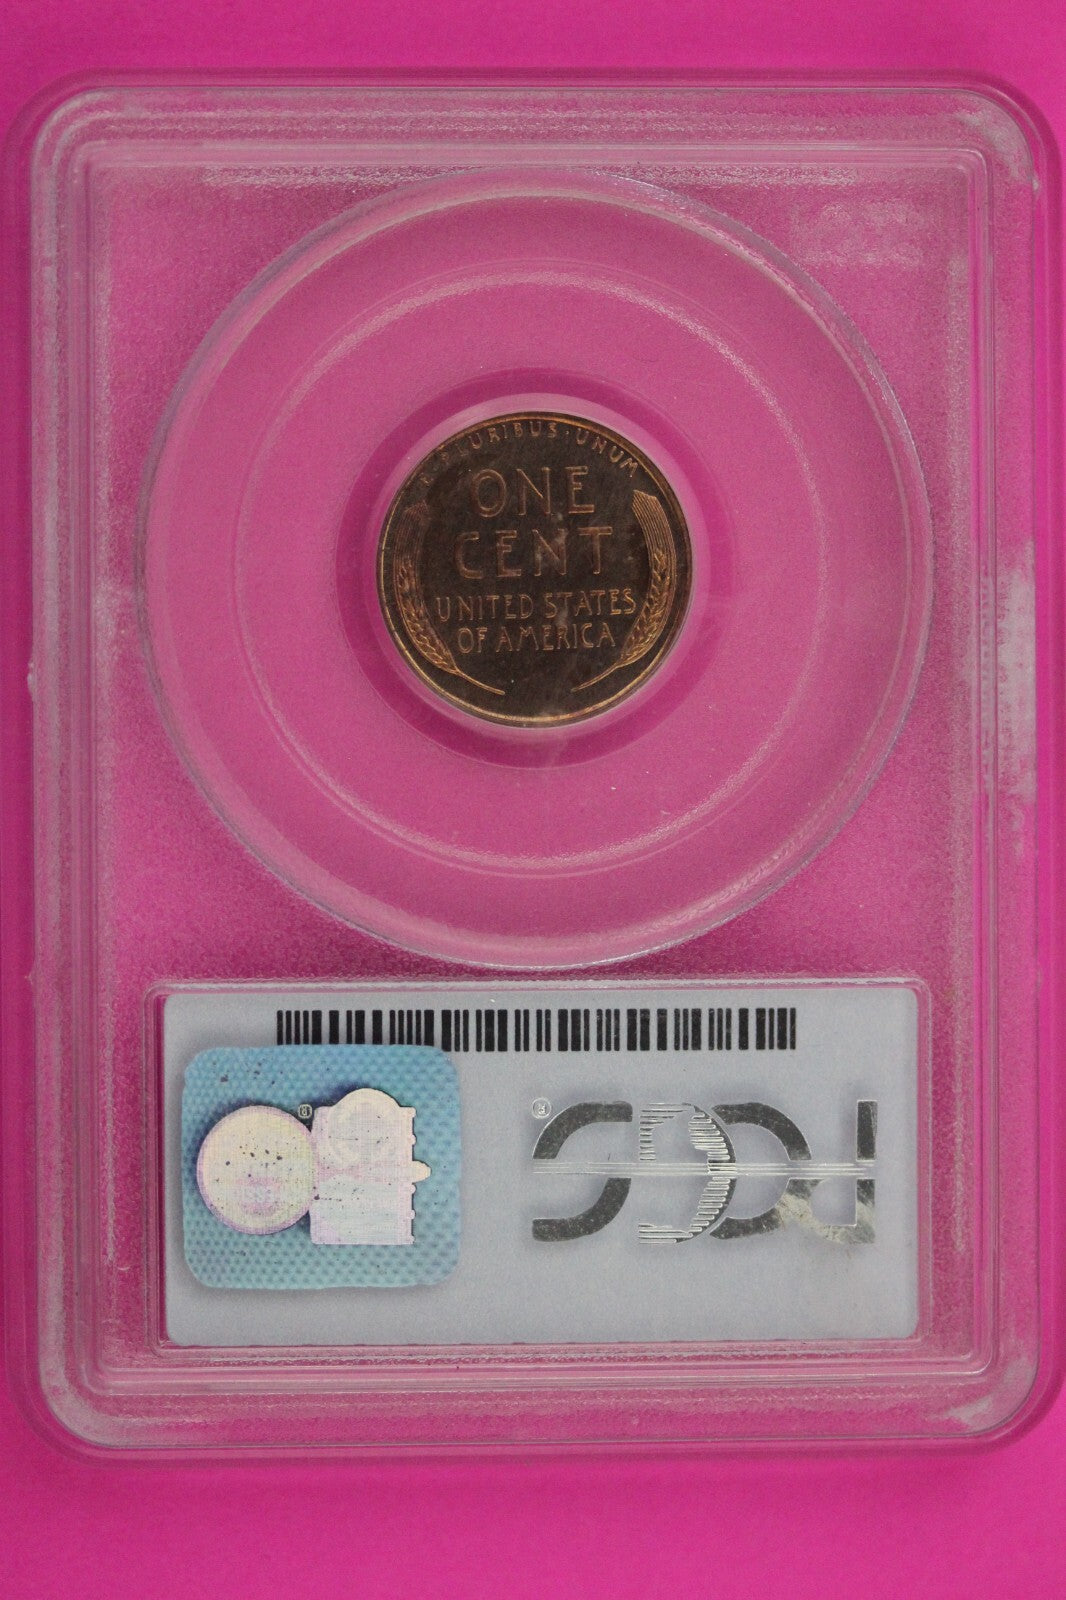 E·PLURIBUS·UNUM
ONE
CENT
UNITED STATES
OF AMERICA
PCGS